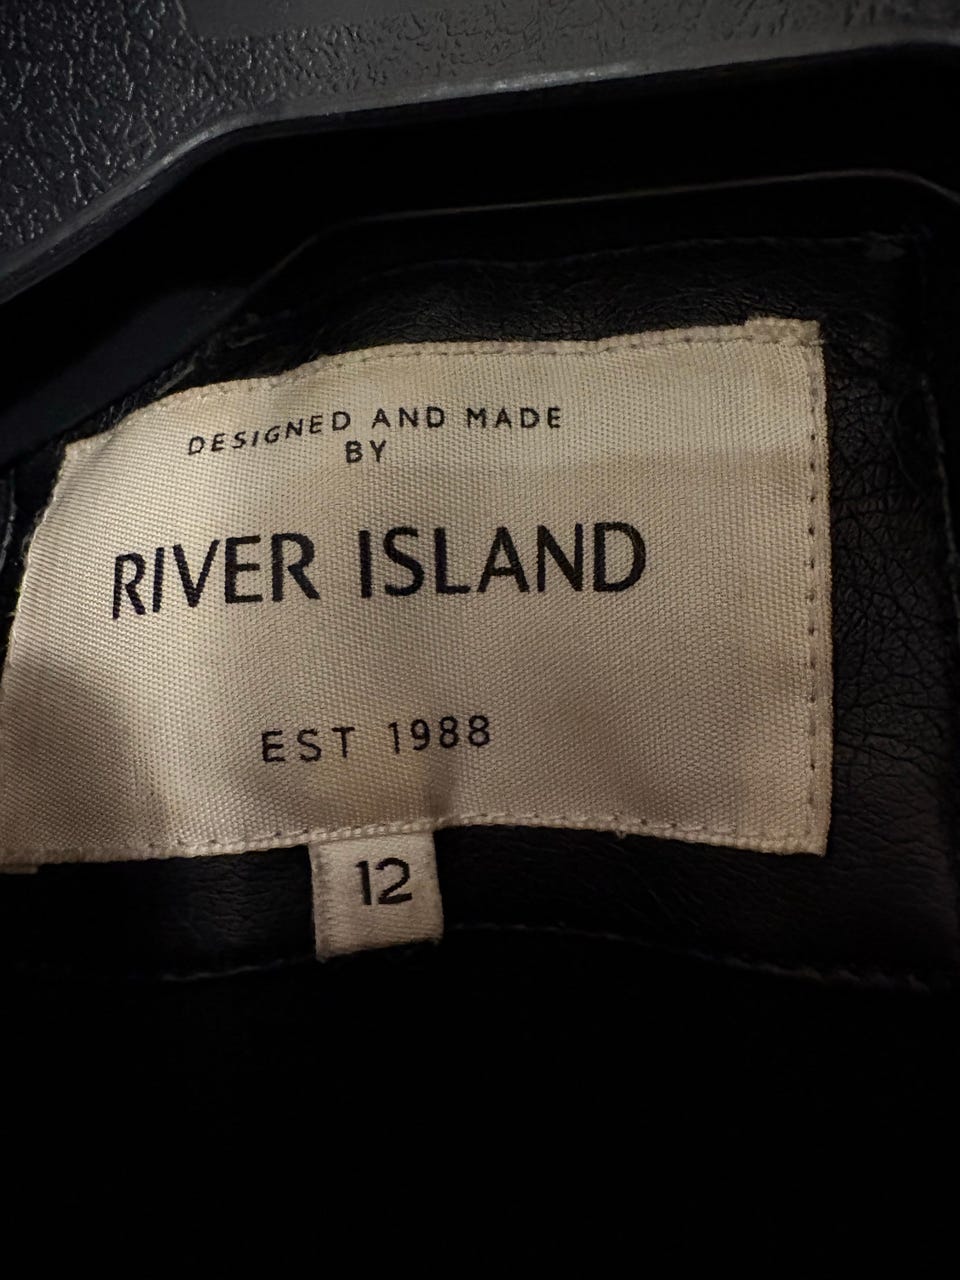 DESIGNED AND MADE
BY
RIVER ISLAND
EST 1988
12